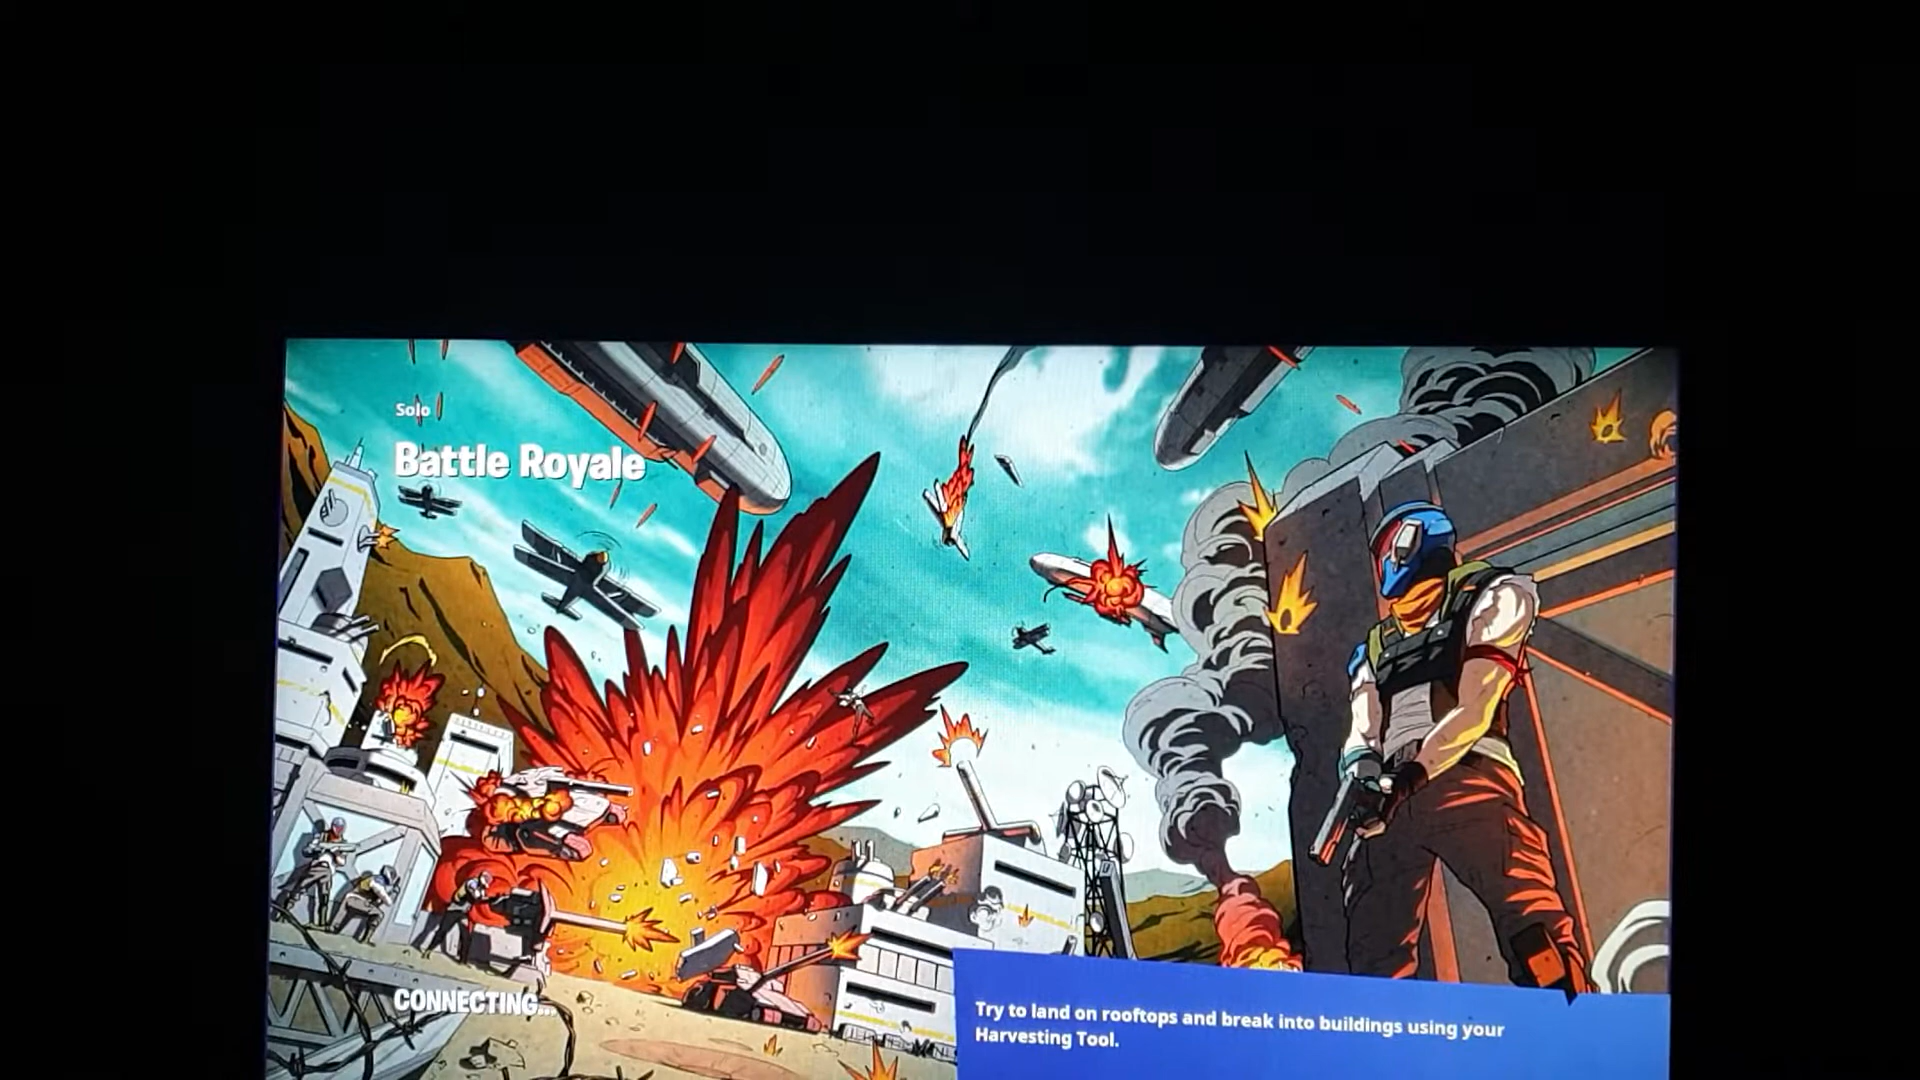 Solo
Battle Royale
CONNECTING...
Try to land on rooftops and break into buildings using your
Harvesting Tool.